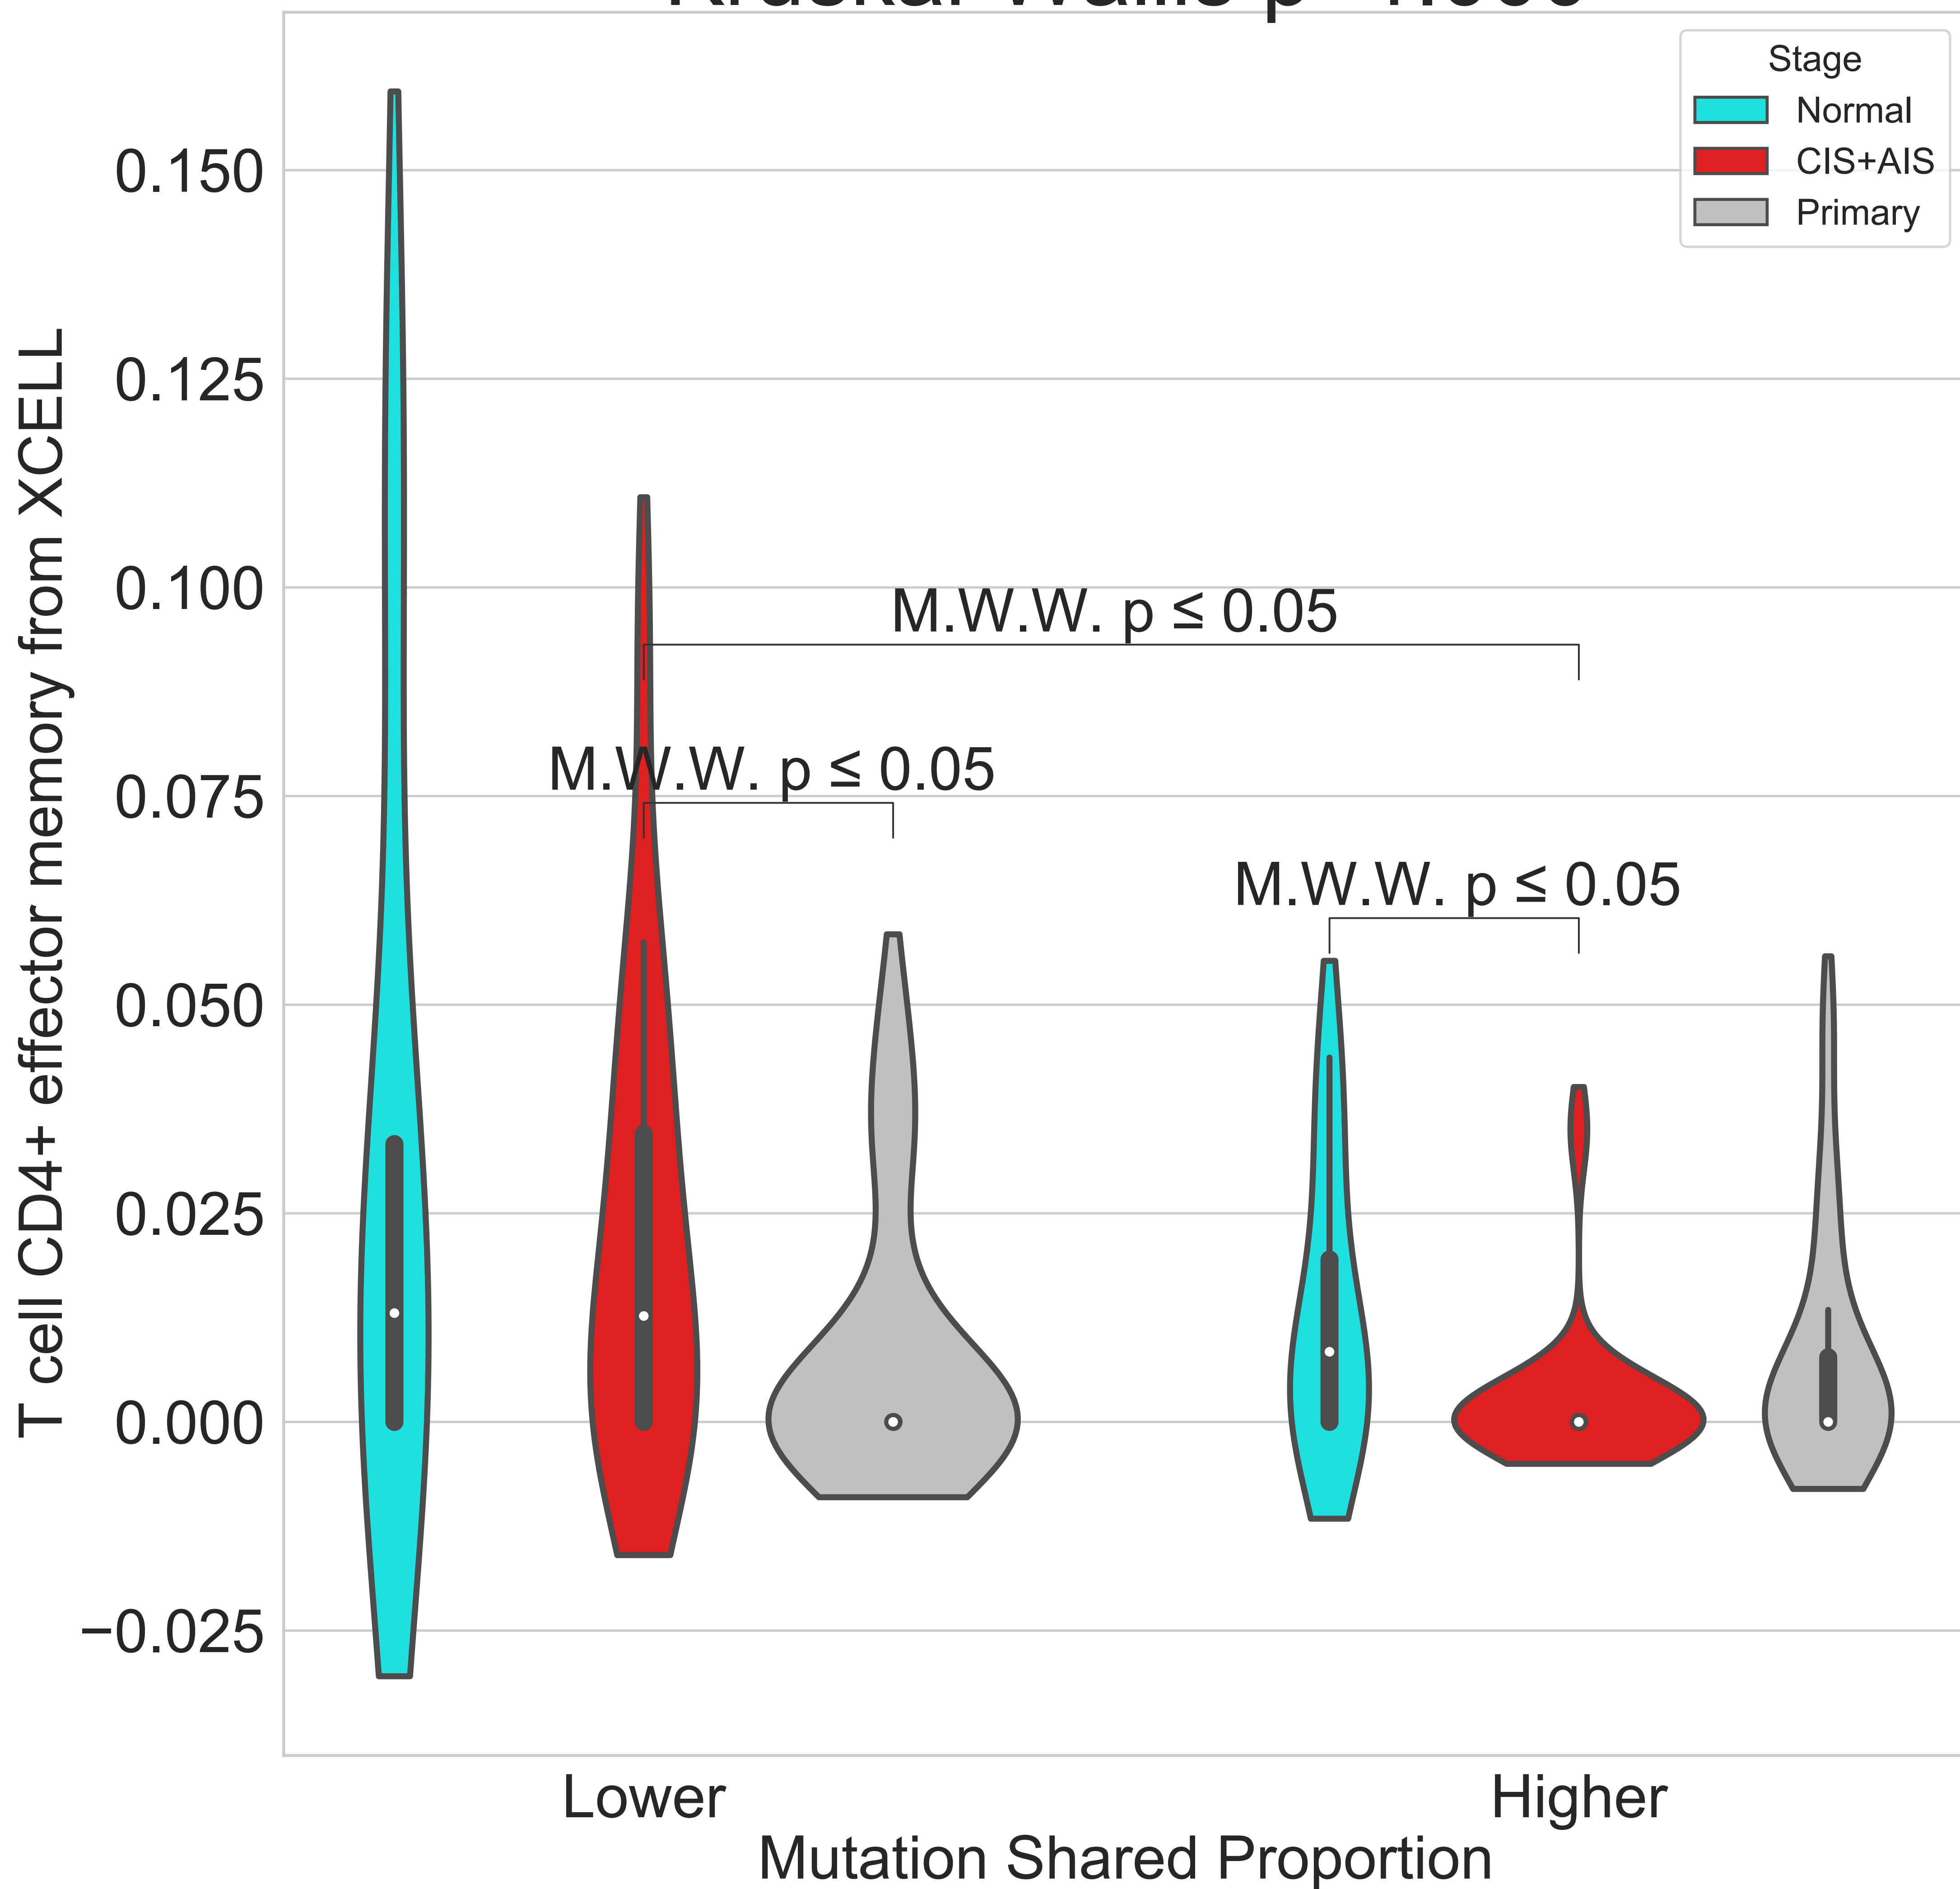 Stage
Normal
CIS+AIS
Primary
0.150
0.125
0.100
0.075
0.050
0.025
0.000
−0.025
T cell CD4+ effector memory from XCELL
M.W.W. p ≤ 0.05
M.W.W. p ≤ 0.05
M.W.W. p ≤ 0.05
Lower
Higher
Mutation Shared Proportion